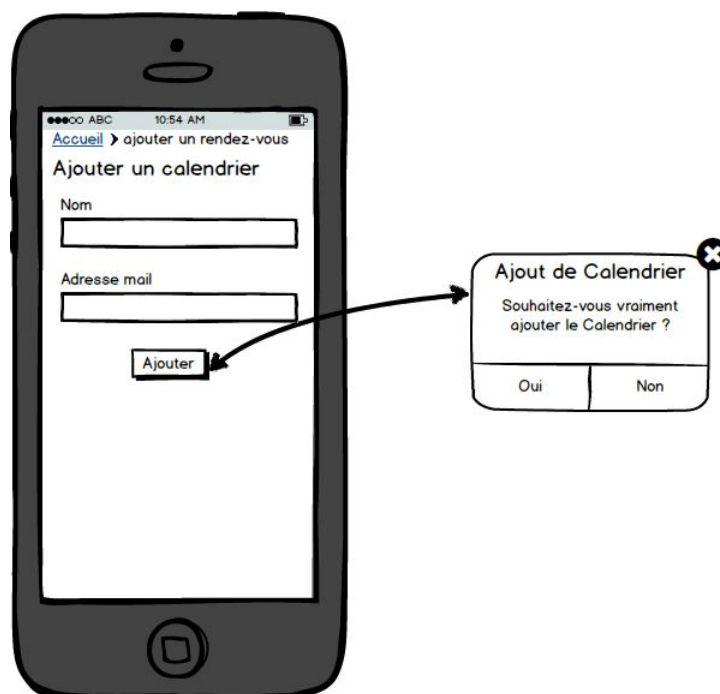 ABC 10:54 AM
Accueil > ajouter un rendez-vous
Ajouter un calendrier
Nom
Adresse mail
Ajouter
Ajout de Calendrier
Souhaitez-vous vraiment
ajouter le Calendrier ?
Oui Non